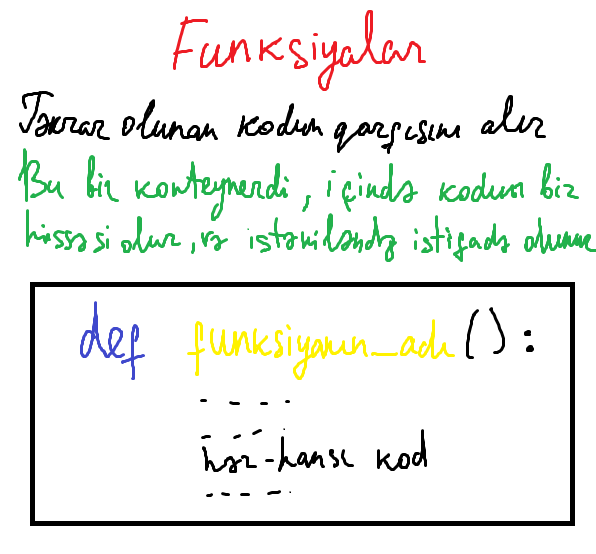 Funksiyalar
Təkrar olunan kodun qarşısını alır
Bu bir konteynerdi, içində kodun bir
hissəsi olur, və istəniləndə istifadə olunur
def funksiyanın_adı():
- - - -
- - - -
hər-hansı kod
- - - -